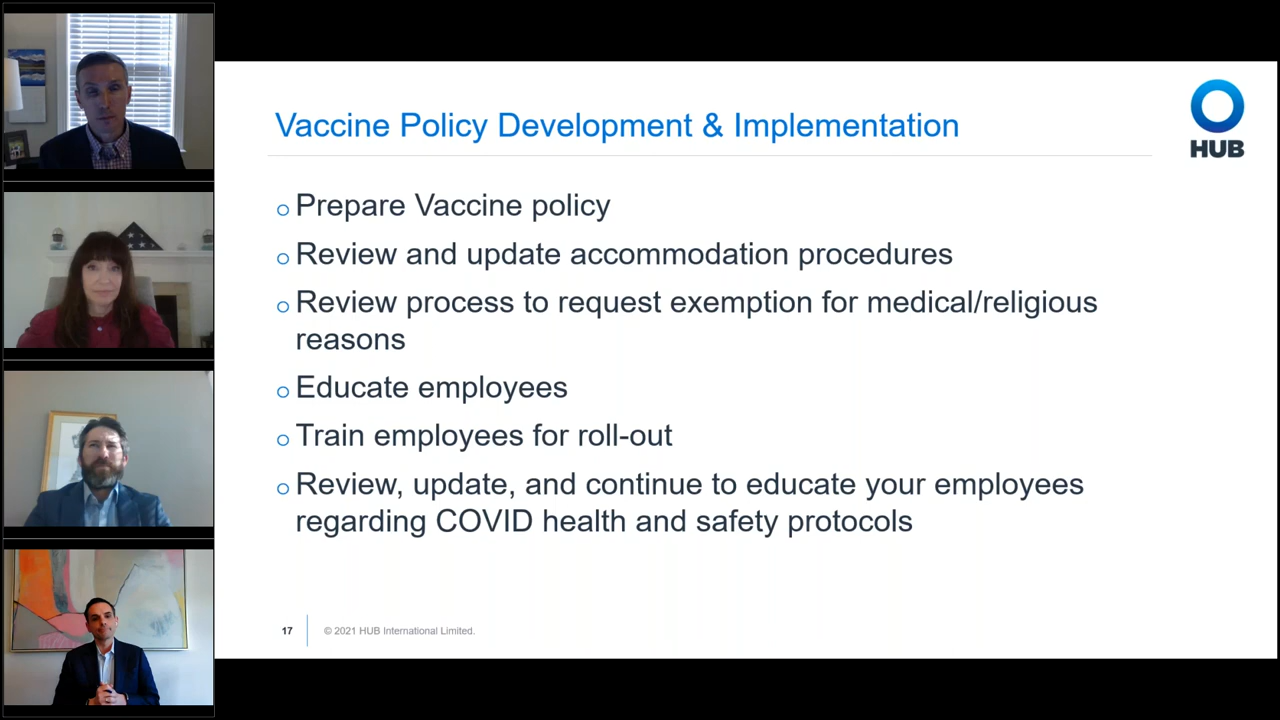 Vaccine Policy Development & Implementation
HUB
o Prepare Vaccine policy
o Review and update accommodation procedures
o Review process to request exemption for medical/religious
reasons
o Educate employees
o Train employees for roll-out
o Review, update, and continue to educate your employees
regarding COVID health and safety protocols
17
© 2021 HUB International Limited.